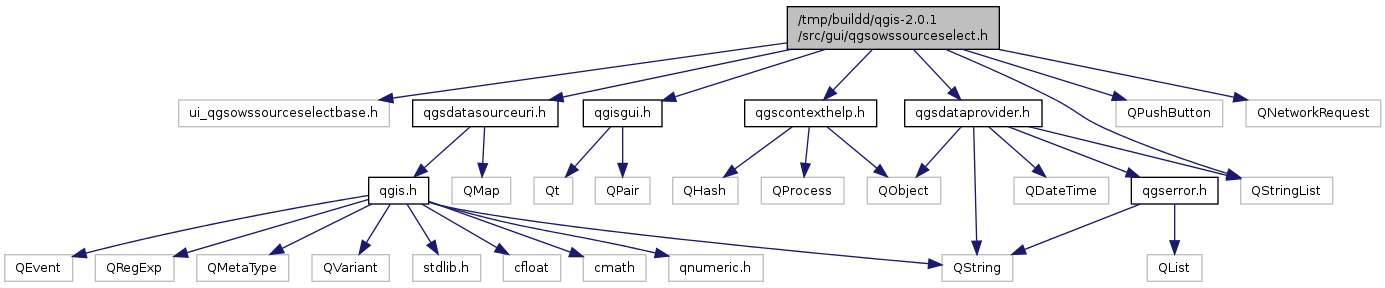 /tmp/buildd/qgis-2.0.1
/src/gui/qgsowssourceselect.h
ui_qgsowssourceselectbase.h
qgsdatasourceuri.h
qgisgui.h
qgscontexthelp.h
qgsdataprovider.h
QPushButton
QNetworkRequest
qgis.h
QMap
Qt
QPair
QHash
QProcess
QObject
QDateTime
qgserror.h
QStringList
QEvent
QRegExp
QMetaType
QVariant
stdlib.h
cfloat
cmath
qnumeric.h
QString
QList